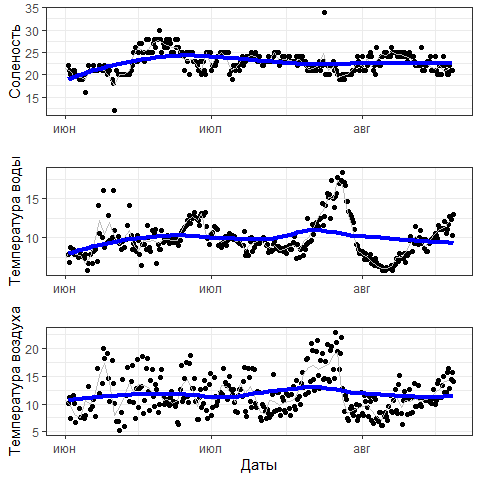 Соленость
35
30
25
20
15
июн
июл
авг
Температура воды
15
10
июн
июл
авг
Температура воздуха
20
15
10
5
июн
июл
авг
Даты